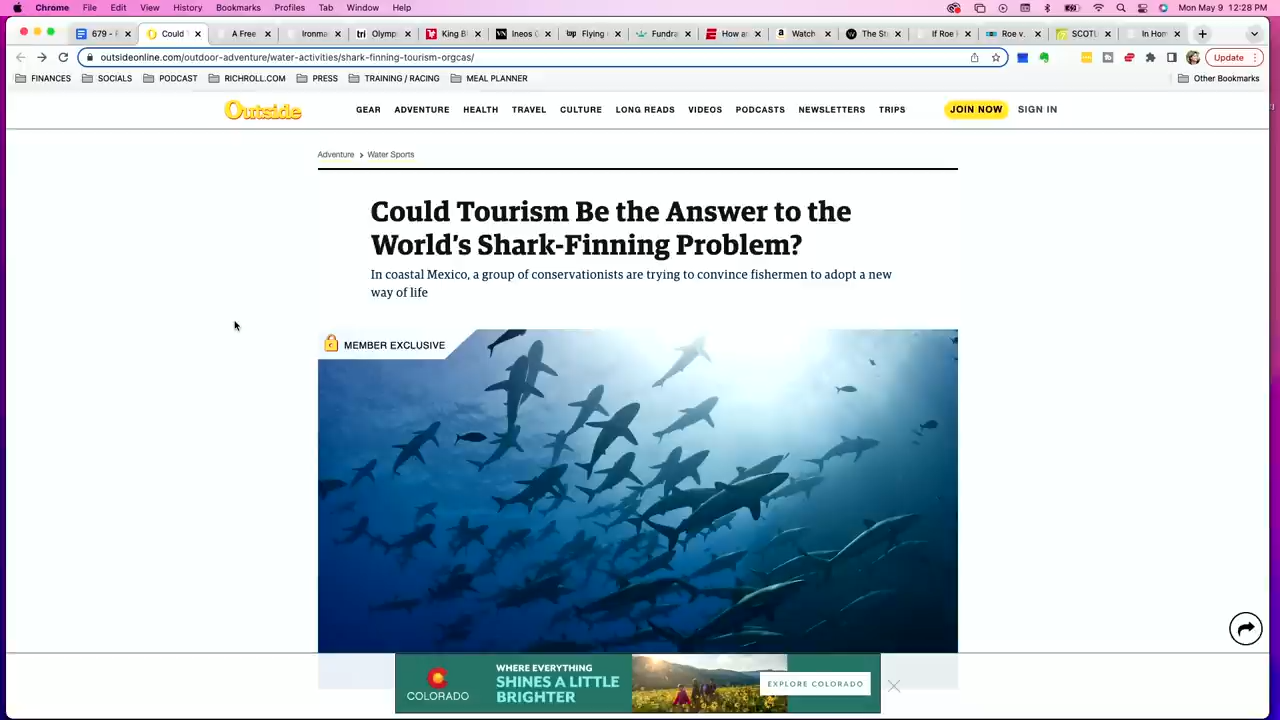 Chrome File Edit View History Bookmarks Profiles Tab Window Help Mon May 9 12:28 PM
679 - Could A Free Ironma Olymp King B Ineos Flying Fundra How a Watch The St If Roe Roe v. SCOTL In Hom
outsideonline.com/outdoor-adventure/water-activities/shark-finning-tourism-orgcas/ Update
FINANCES SOCIALS PODCAST RICHROLL.COM PRESS TRAINING / RACING MEAL PLANNER Other Bookmarks
Outside GEAR ADVENTURE HEALTH TRAVEL CULTURE LONG READS VIDEOS PODCASTS NEWSLETTERS TRIPS JOIN NOW SIGN IN
Adventure > Water Sports
Could Tourism Be the Answer to the
World's Shark-Finning Problem?
In coastal Mexico, a group of conservationists are trying to convince fishermen to adopt a new
way of life
MEMBER EXCLUSIVE
COLORADO
WHERE EVERYTHING
SHINES A LITTLE
BRIGHTER
EXPLORE COLORADO